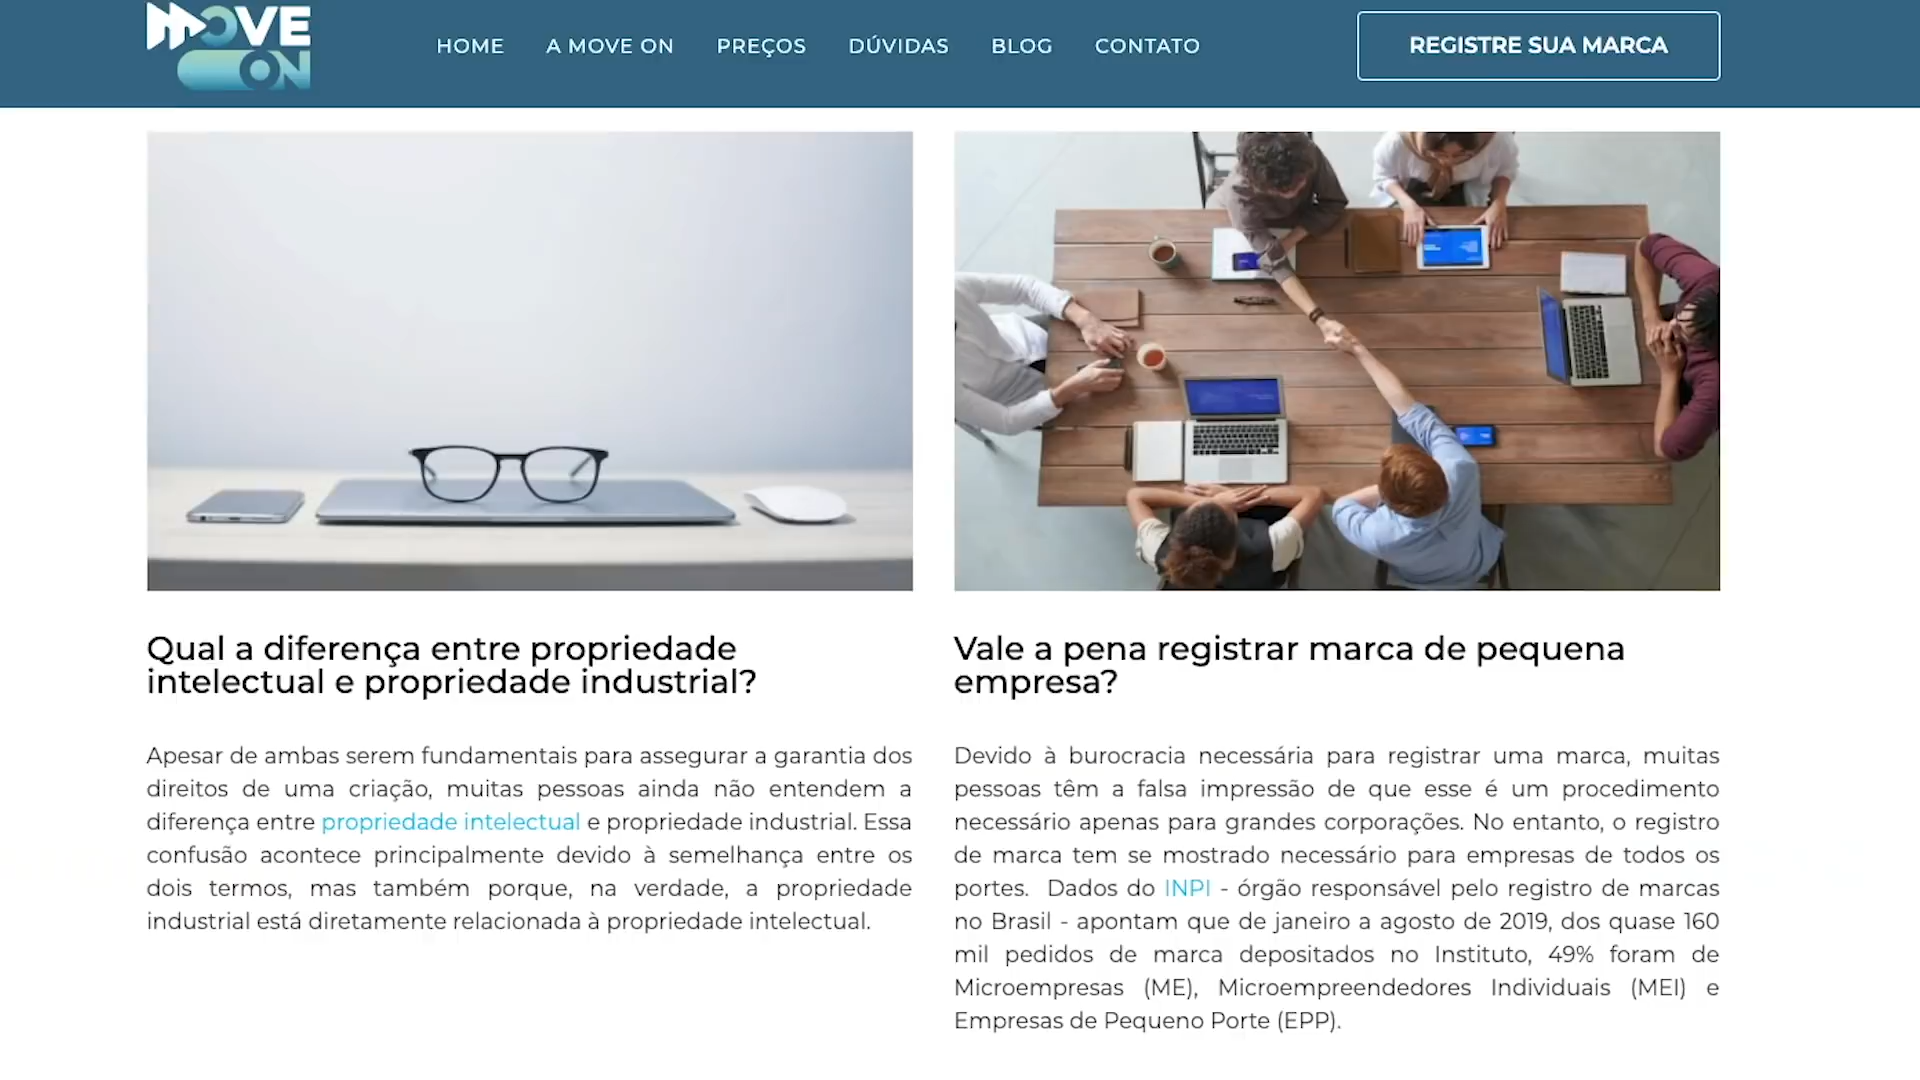 MOVE
ON
HOME
A MOVE ON
PREÇOS
DÚVIDAS
BLOG
CONTATO
REGISTRE SUA MARCA
Qual a diferença entre propriedade
intelectual e propriedade industrial?
Apesar de ambas serem fundamentais para assegurar a garantia dos
direitos de uma criação, muitas pessoas ainda não entendem a
diferença entre propriedade intelectual e propriedade industrial. Essa
confusão acontece principalmente devido à semelhança entre os
dois termos, mas também porque, na verdade, a propriedade
industrial está diretamente relacionada à propriedade intelectual.
Vale a pena registrar marca de pequena
empresa?
Devido à burocracia necessária para registrar uma marca, muitas
pessoas têm a falsa impressão de que esse é um procedimento
necessário apenas para grandes corporações. No entanto, o registro
de marca tem se mostrado necessário para empresas de todos os
portes. Dados do INPI - órgão responsável pelo registro de marcas
no Brasil - apontam que de janeiro a agosto de 2019, dos quase 160
mil pedidos de marca depositados no Instituto, 49% foram de
Microempresas (ME), Microempreendedores Individuais (MEI) e
Empresas de Pequeno Porte (EPP).